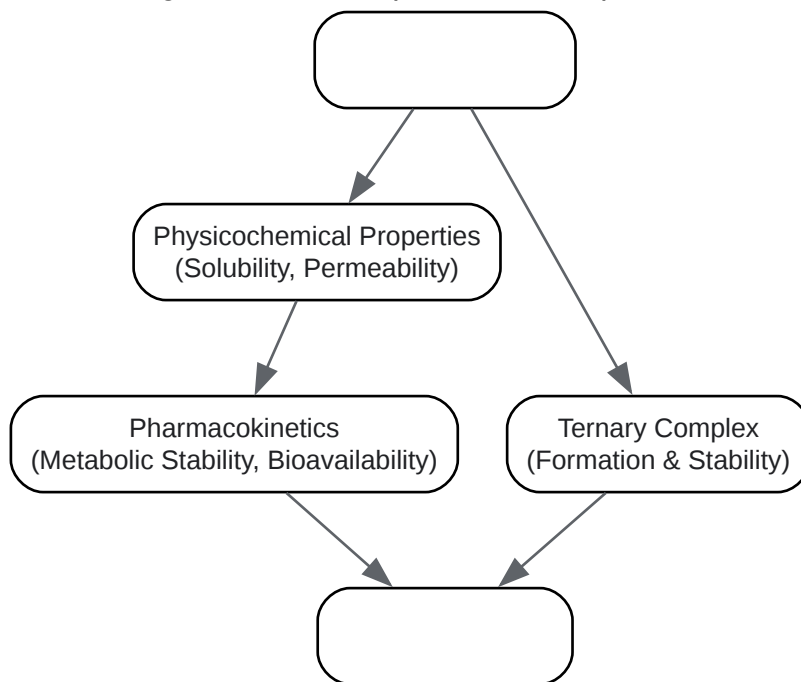 Physicochemical Properties
(Solubility, Permeability)
Pharmacokinetics
(Metabolic Stability, Bioavailability)
Ternary Complex
(Formation & Stability)